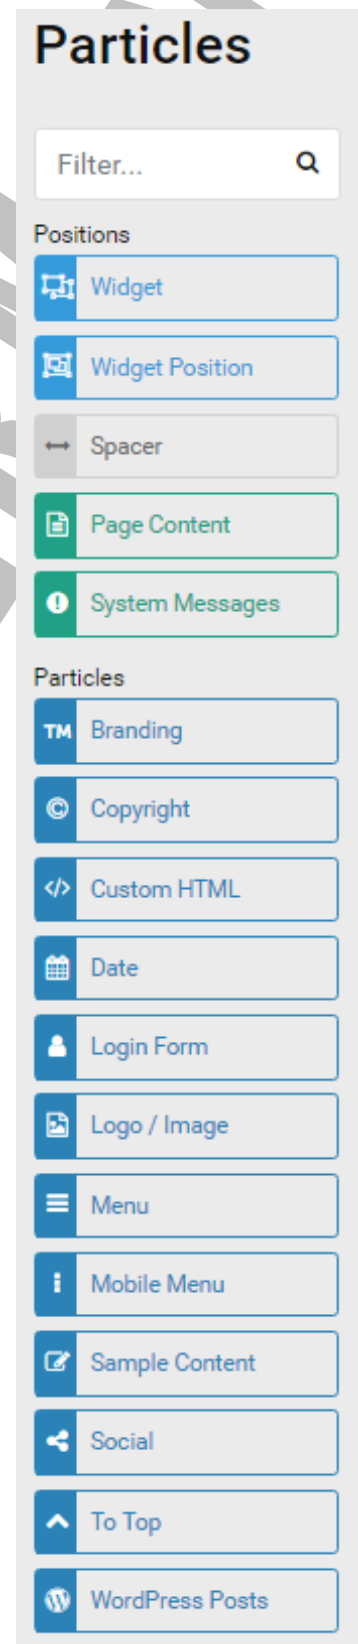 Particles
Filter...
Positions
Widget
Widget Position
Spacer
Page Content
System Messages
Particles
TM Branding
© Copyright
</> Custom HTML
Date
Login Form
Logo / Image
Menu
Mobile Menu
Sample Content
Social
To Top
WordPress Posts